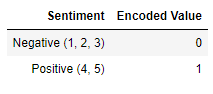 Sentiment Encoded Value
Negative (1, 2, 3) 0
Positive (4, 5) 1